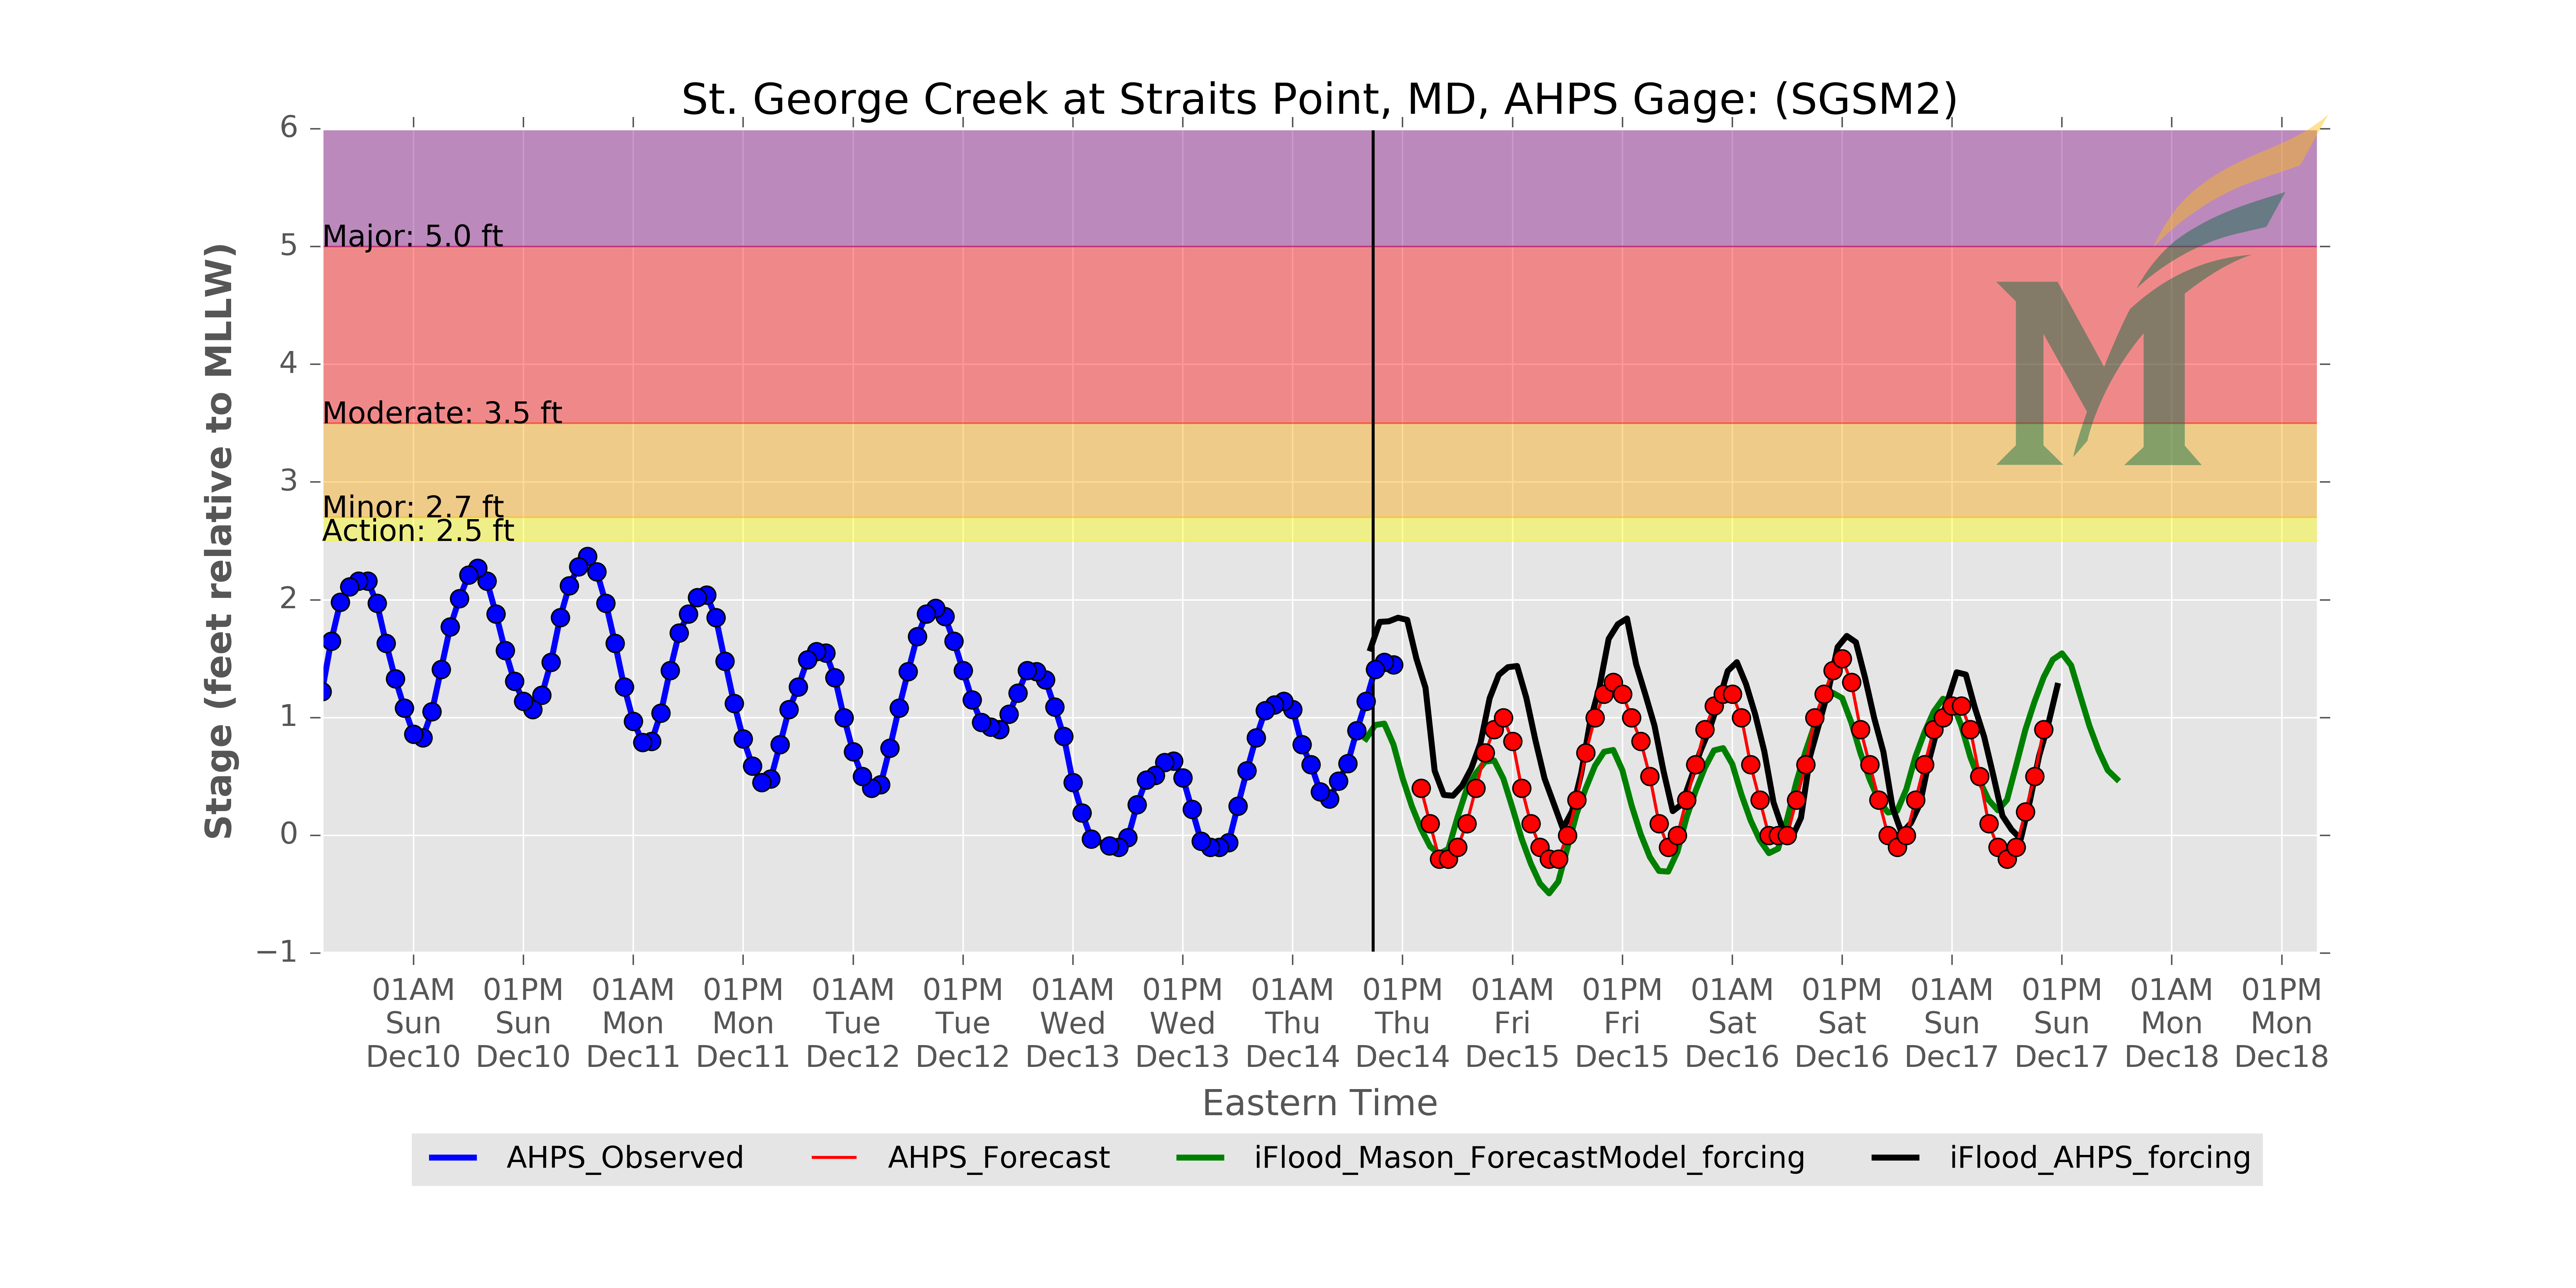 St. George Creek at Straits Point, MD, AHPS Gage: (SGSM2)
Stage (feet relative to MLLW)
6
5
4
3
2
1
0
−1
Major: 5.0 ft
Moderate: 3.5 ft
Minor: 2.7 ft
Action: 2.5 ft
M
01AM 01PM 01AM 01PM 01AM 01PM 01AM 01PM 01AM 01PM 01AM 01PM 01AM 01PM 01AM 01PM 01AM 01PM
Sun Sun Mon Mon Tue Tue Wed Wed Thu Thu Fri Fri Sat Sat Sun Sun Mon Mon
Dec10 Dec10 Dec11 Dec11 Dec12 Dec12 Dec13 Dec13 Dec14 Dec14 Dec15 Dec15 Dec16 Dec16 Dec17 Dec17 Dec18 Dec18
Eastern Time
AHPS_Observed AHPS_Forecast iFlood_Mason_ForecastModel_forcing iFlood_AHPS_forcing